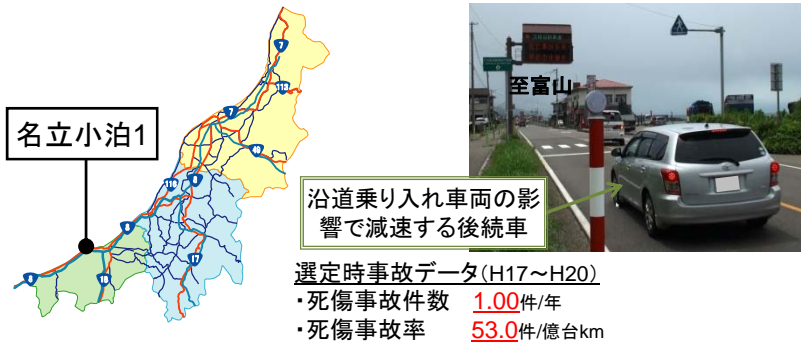 7
113
7
49
名立小泊1
116
8
8
17
8
18
至富山
沿道乗り入れ車両の影
響で減速する後続車
選定時事故データ(H17～H20)
・死傷事故件数 1.00件/年
・死傷事故率 53.0件/億台km